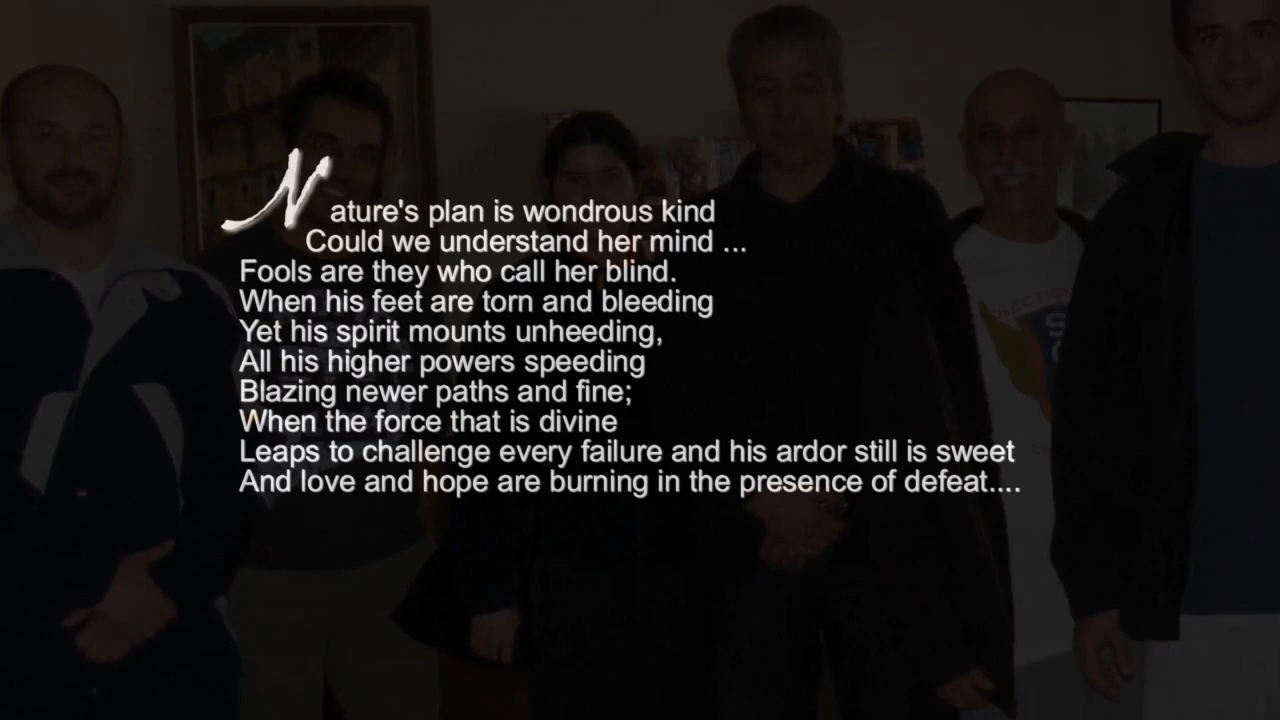 Nature's plan is wondrous kind
Could we understand her mind ...
Fools are they who call her blind.
When his feet are torn and bleeding
Yet his spirit mounts unheeding,
All his higher powers speeding
Blazing newer paths and fine;
When the force that is divine
Leaps to challenge every failure and his ardor still is sweet
And love and hope are burning in the presence of defeat....